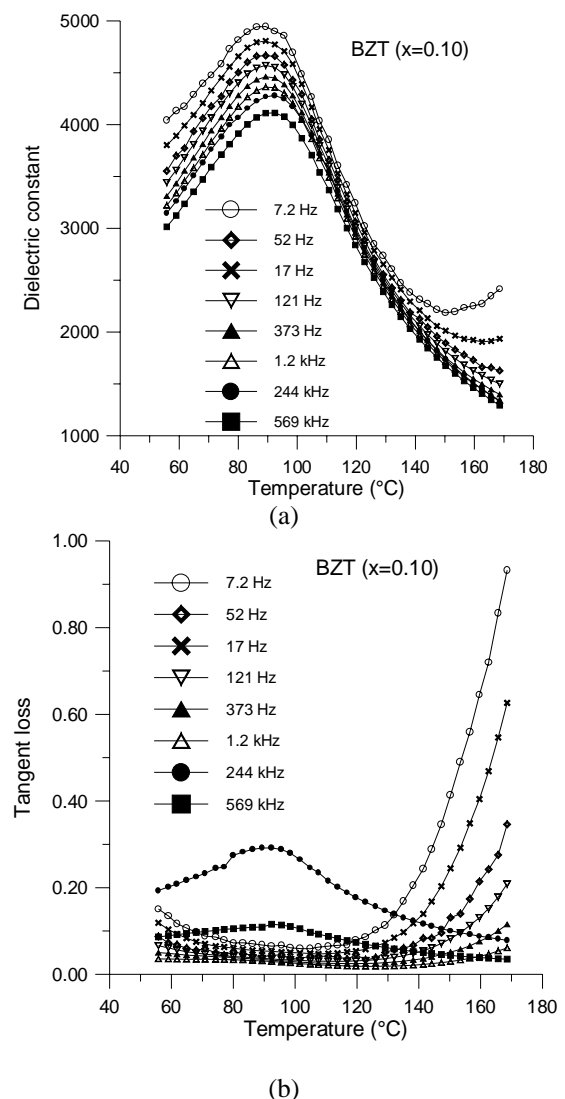 BZT (x=0.10)
5000
4000
3000
2000
1000
Dielectric constant
7.2 Hz
52 Hz
17 Hz
121 Hz
373 Hz
1.2 kHz
244 kHz
569 kHz
40 60 80 100 120 140 160 180
Temperature (°C)
(a)
BZT (x=0.10)
1.00
0.80
0.60
0.40
0.20
0.00
Tangent loss
7.2 Hz
52 Hz
17 Hz
121 Hz
373 Hz
1.2 kHz
244 kHz
569 kHz
40 60 80 100 120 140 160 180
Temperature (°C)
(b)